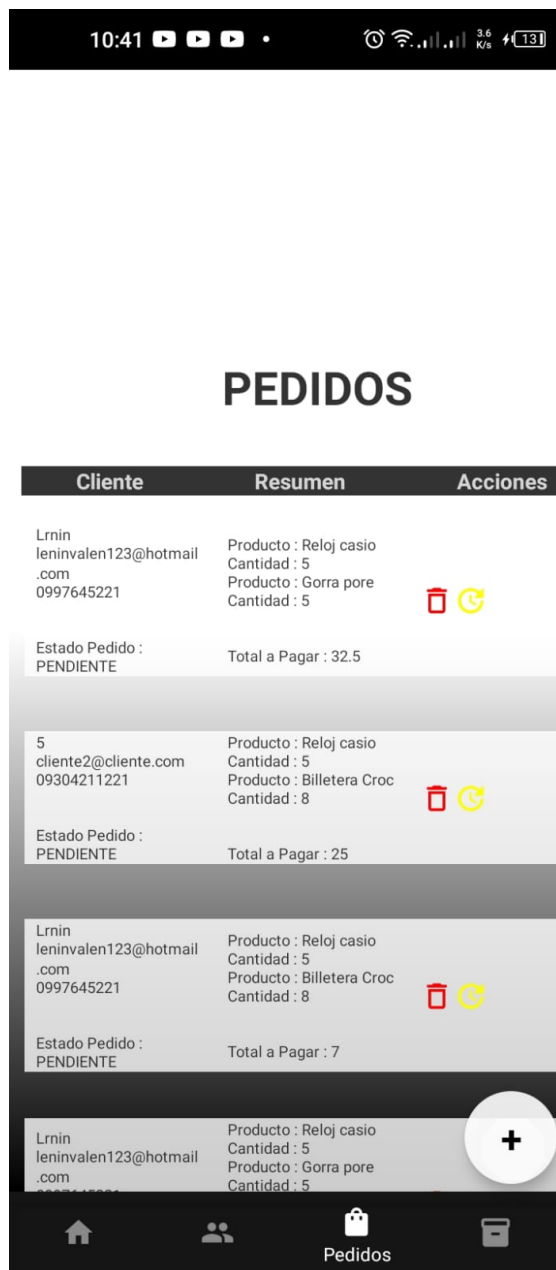 10:41
3.6
K/s
13
PEDIDOS
Cliente Resumen Acciones
Lrnin
leninvalen123@hotmail
.com
0997645221
Producto : Reloj casio
Cantidad : 5
Producto : Gorra pore
Cantidad : 5
Estado Pedido :
PENDIENTE
Total a Pagar : 32.5
5
cliente2@cliente.com
09304211221
Producto : Reloj casio
Cantidad : 5
Producto : Billetera Croc
Cantidad : 8
Estado Pedido :
PENDIENTE
Total a Pagar : 25
Lrnin
leninvalen123@hotmail
.com
0997645221
Producto : Reloj casio
Cantidad : 5
Producto : Billetera Croc
Cantidad : 8
Estado Pedido :
PENDIENTE
Total a Pagar : 7
Lrnin
leninvalen123@hotmail
.com
Producto : Reloj casio
Cantidad : 5
Producto : Gorra pore
Cantidad : 5
+
Pedidos